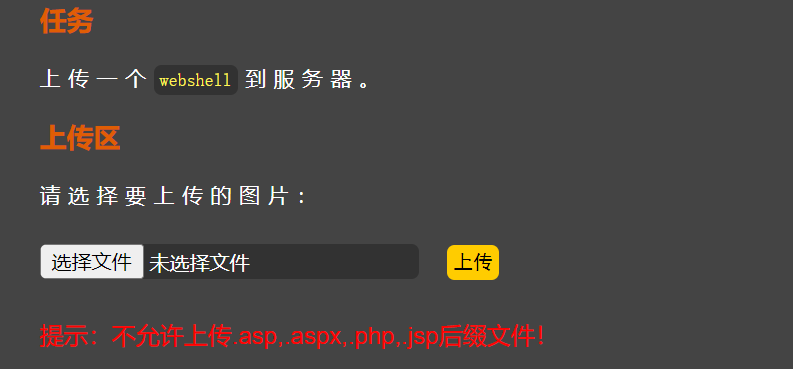 任务
上传一个 webshell 到服务器。
上传区
请选择要上传的图片：
选择文件 未选择文件 上传
提示：不允许上传.asp,.aspx,.php,.jsp后缀文件！